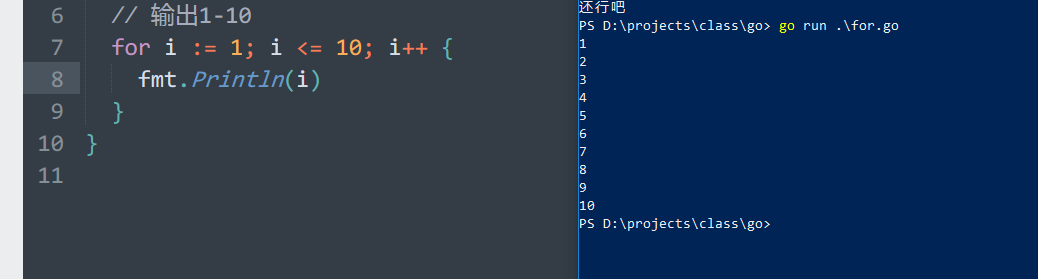 6 // 输出1-10
7 for i := 1; i <= 10; i++ {
8 fmt.Println(i)
9 }
10 }
11
还行吧
PS D:\projects\class\go> go run .\for.go
1
2
3
4
5
6
7
8
9
10
PS D:\projects\class\go>